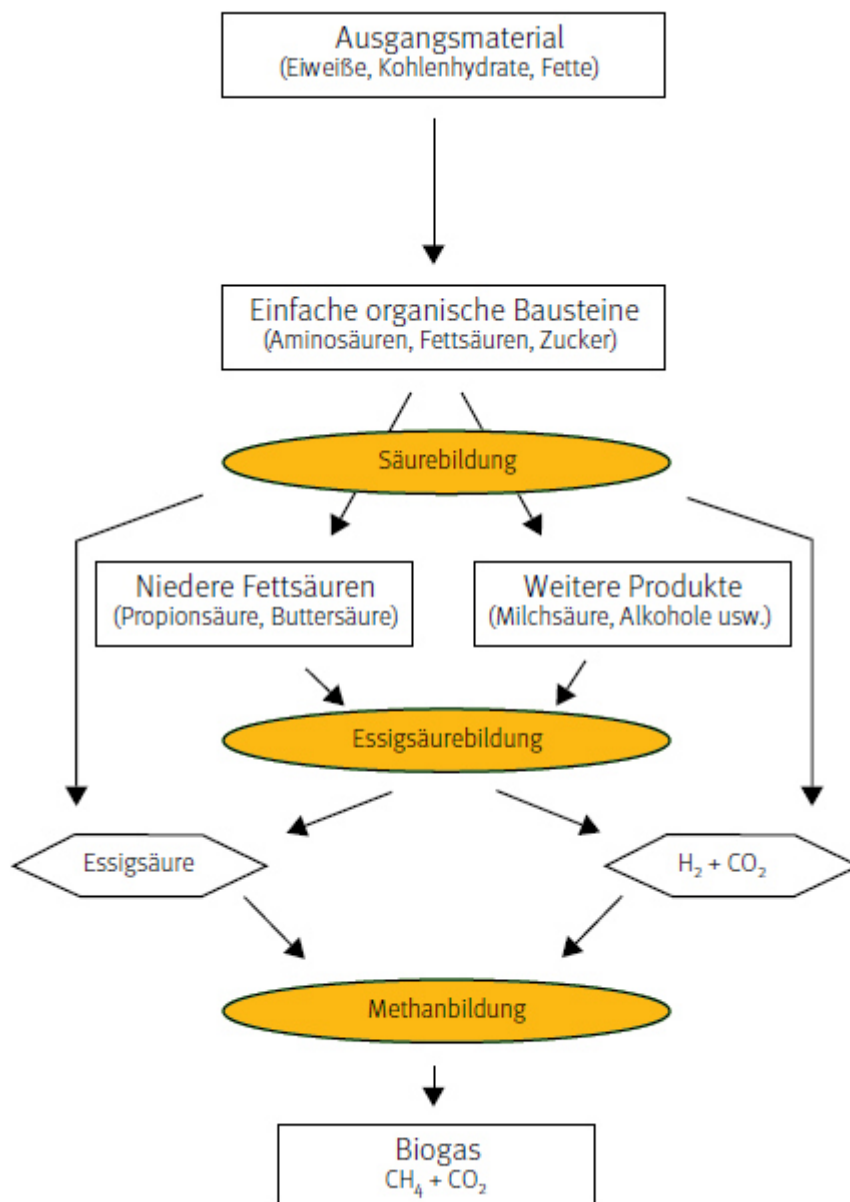 Ausgangsmaterial
(Eiweiße, Kohlenhydrate, Fette)
Einfache organische Bausteine
(Aminosäuren, Fettsäuren, Zucker)
Säurebildung
Niedere Fettsäuren
(Propionsäure, Buttersäure)
Weitere Produkte
(Milchsäure, Alkohole usw.)
Essigsäurebildung
Essigsäure
H₂ + CO₂
Methanbildung
Biogas
CH₄ + CO₂